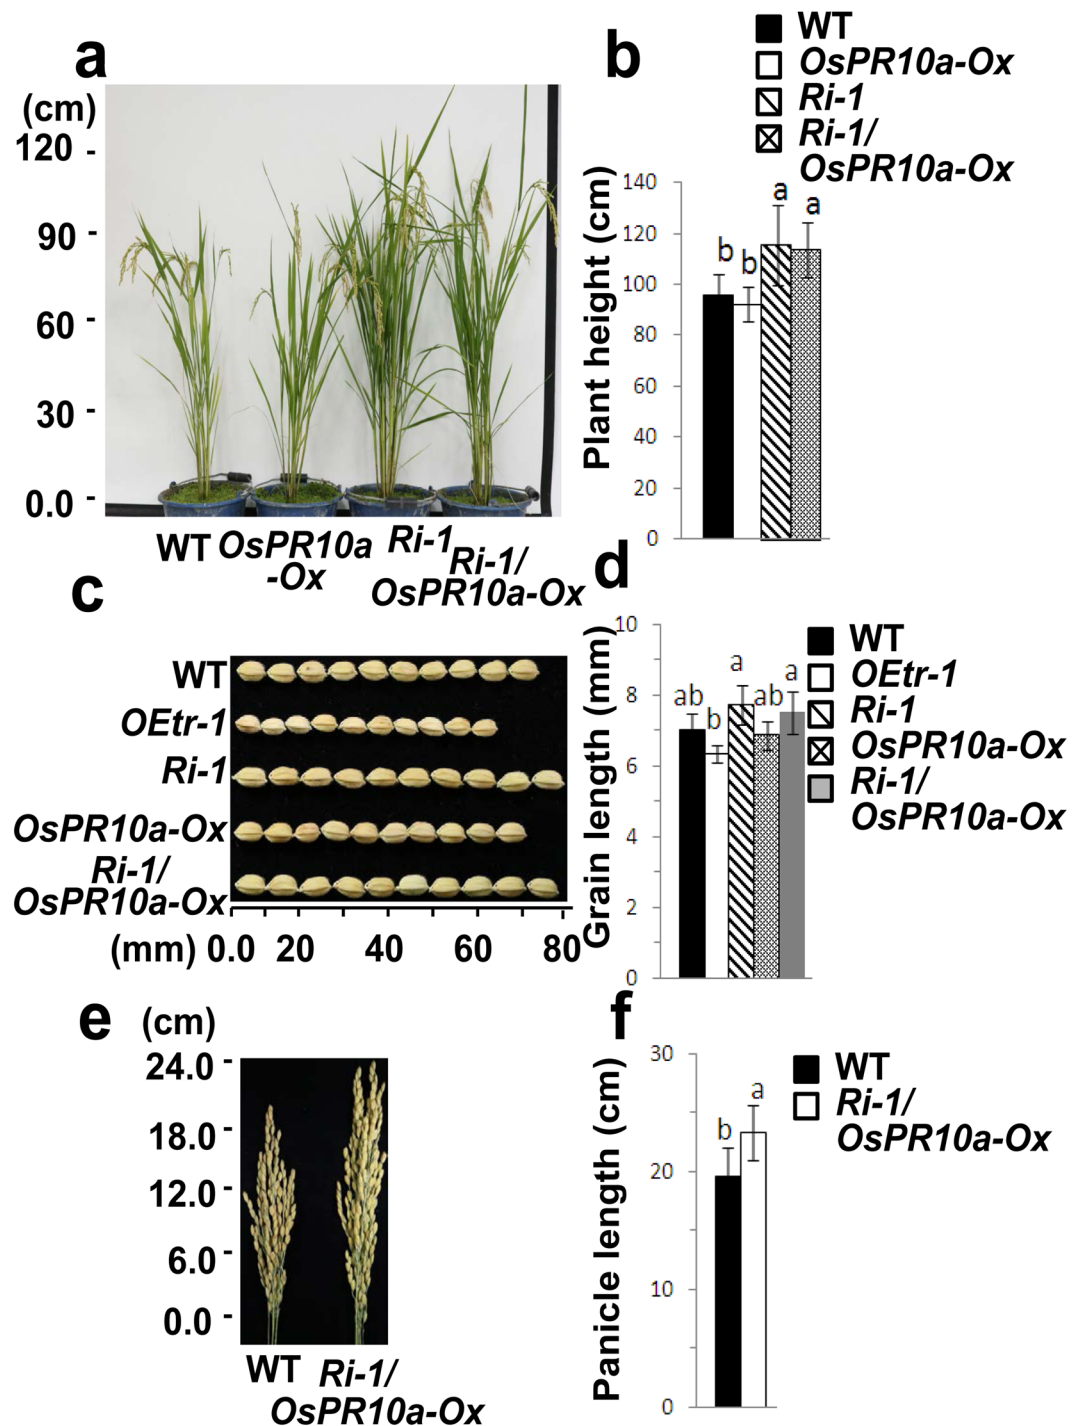 a
(cm)
120
90
60
30
0.0
WT
OsPR10a
-Ox
Ri-1
Ri-1/
OsPR10a-Ox
b
WT
OsPR10a-Ox
Ri-1
Ri-1/
OsPR10a-Ox
Plant height (cm)
140
120
100
80
60
40
20
0
b
b
a
a
c
WT
OEtr-1
Ri-1
OsPR10a-Ox
Ri-1/
OsPR10a-Ox
(mm) 0.0 20 40 60 80
d
WT
OEtr-1
Ri-1
OsPR10a-Ox
Ri-1/
OsPR10a-Ox
Grain length (mm)
10
8
6
4
2
0
ab
b
a
ab
a
e
(cm)
24.0
18.0
12.0
6.0
0.0
WT
Ri-1/
OsPR10a-Ox
f
WT
Ri-1/
OsPR10a-Ox
Panicle length (cm)
30
20
10
0
b
a